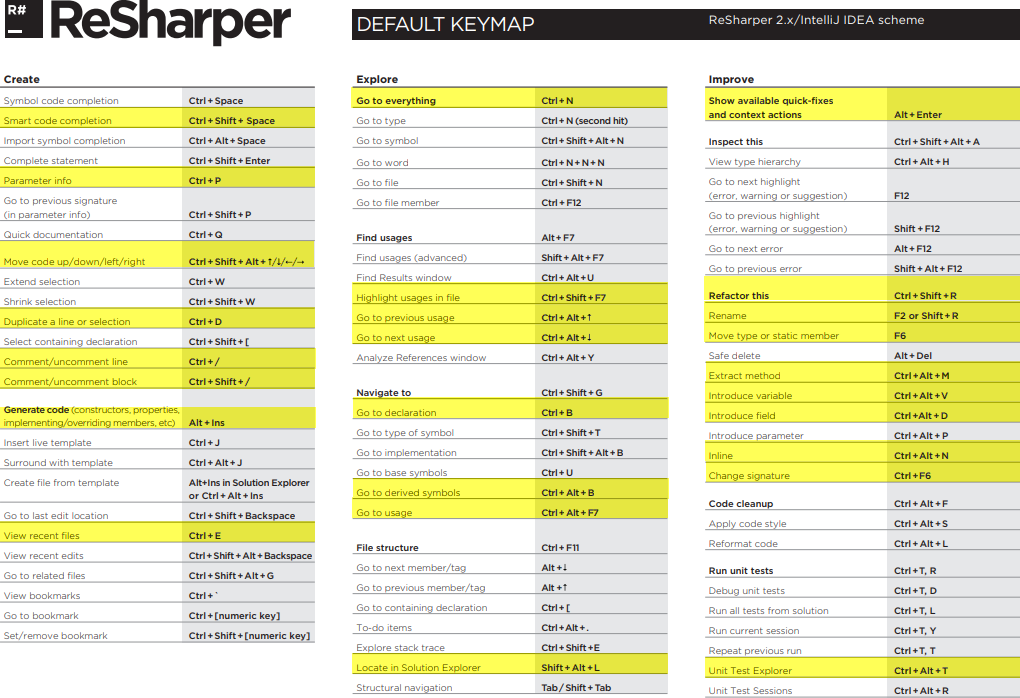 R#
ReSharper
DEFAULT KEYMAP
ReSharper 2.x/IntelliJ IDEA scheme
Create
Symbol code completion Ctrl + Space
Smart code completion Ctrl + Shift + Space
Import symbol completion Ctrl + Alt + Space
Complete statement Ctrl + Shift + Enter
Parameter info Ctrl + P
Go to previous signature
(in parameter info) Ctrl + Shift + P
Quick documentation Ctrl + Q
Move code up/down/left/right Ctrl + Shift + Alt + ↑/↓/←/→
Extend selection Ctrl + W
Shrink selection Ctrl + Shift + W
Duplicate a line or selection Ctrl + D
Select containing declaration Ctrl + Shift + [
Comment/uncomment line Ctrl + /
Comment/uncomment block Ctrl + Shift + /
Generate code (constructors, properties,
implementing/overriding members, etc) Alt + Ins
Insert live template Ctrl + J
Surround with template Ctrl + Alt + J
Create file from template Alt+Ins in Solution Explorer
or Ctrl + Alt + Ins
Go to last edit location Ctrl + Shift + Backspace
View recent files Ctrl + E
View recent edits Ctrl + Shift + Alt + Backspace
Go to related files Ctrl + Shift + Alt + G
View bookmarks Ctrl + `
Go to bookmark Ctrl + [numeric key]
Set/remove bookmark Ctrl + Shift + [numeric key]
Explore
Go to everything Ctrl + N
Go to type Ctrl + N (second hit)
Go to symbol Ctrl + Shift + Alt + N
Go to word Ctrl + N + N + N
Go to file Ctrl + Shift + N
Go to file member Ctrl + F12
Find usages Alt + F7
Find usages (advanced) Shift + Alt + F7
Find Results window Ctrl + Alt + U
Highlight usages in file Ctrl + Shift + F7
Go to previous usage Ctrl + Alt + ↑
Go to next usage Ctrl + Alt + ↓
Analyze References window Ctrl + Alt + Y
Navigate to Ctrl + Shift + G
Go to declaration Ctrl + B
Go to type of symbol Ctrl + Shift + T
Go to implementation Ctrl + Shift + Alt + B
Go to base symbols Ctrl + U
Go to derived symbols Ctrl + Alt + B
Go to usage Ctrl + Alt + F7
File structure Ctrl + F11
Go to next member/tag Alt + ↓
Go to previous member/tag Alt + ↑
Go to containing declaration Ctrl + [
To-do items Ctrl + Alt + .
Explore stack trace Ctrl + Shift + E
Locate in Solution Explorer Shift + Alt + L
Structural navigation Tab / Shift + Tab
Improve
Show available quick-fixes
and context actions Alt + Enter
Inspect this Ctrl + Shift + Alt + A
View type hierarchy Ctrl + Alt + H
Go to next highlight
(error, warning or suggestion) F12
Go to previous highlight
(error, warning or suggestion) Shift + F12
Go to next error Alt + F12
Go to previous error Shift + Alt + F12
Refactor this Ctrl + Shift + R
Rename F2 or Shift + R
Move type or static member F6
Safe delete Alt + Del
Extract method Ctrl + Alt + M
Introduce variable Ctrl + Alt + V
Introduce field Ctrl +Alt + D
Introduce parameter Ctrl + Alt + P
Inline Ctrl + Alt + N
Change signature Ctrl + F6
Code cleanup Ctrl + Alt + F
Apply code style Ctrl + Alt + S
Reformat code Ctrl + Alt + L
Run unit tests Ctrl + T, R
Debug unit tests Ctrl + T, D
Run all tests from solution Ctrl + T, L
Run current session Ctrl + T, Y
Repeat previous run Ctrl + T, T
Unit Test Explorer Ctrl + Alt + T
Unit Test Sessions Ctrl + Alt + R